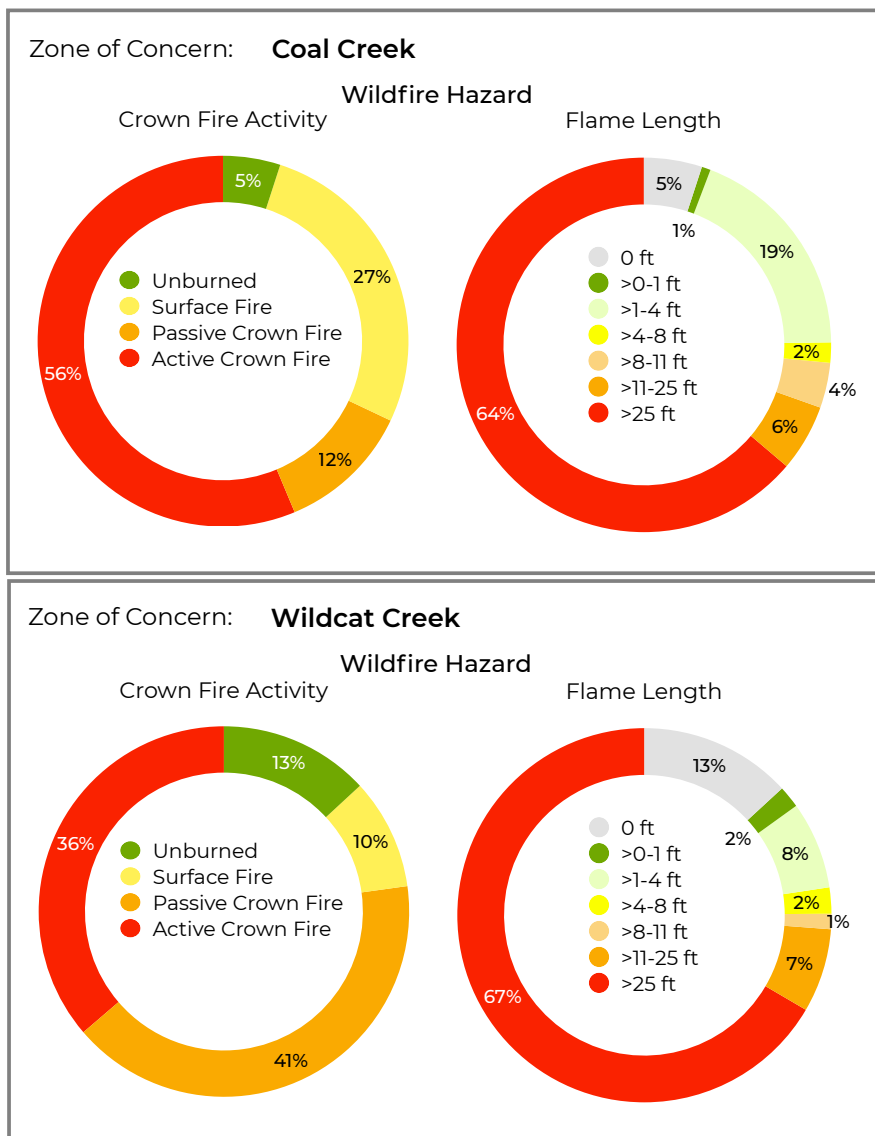 Zone of Concern: Coal Creek
Wildfire Hazard
Crown Fire Activity
5%
27%
12%
56%
Unburned
Surface Fire
Passive Crown Fire
Active Crown Fire
Flame Length
5%
1%
19%
2%
4%
6%
64%
0 ft
>0-1 ft
>1-4 ft
>4-8 ft
>8-11 ft
>11-25 ft
>25 ft
Zone of Concern: Wildcat Creek
Wildfire Hazard
Crown Fire Activity
13%
10%
41%
36%
Unburned
Surface Fire
Passive Crown Fire
Active Crown Fire
Flame Length
13%
2%
8%
2%
1%
7%
67%
0 ft
>0-1 ft
>1-4 ft
>4-8 ft
>8-11 ft
>11-25 ft
>25 ft